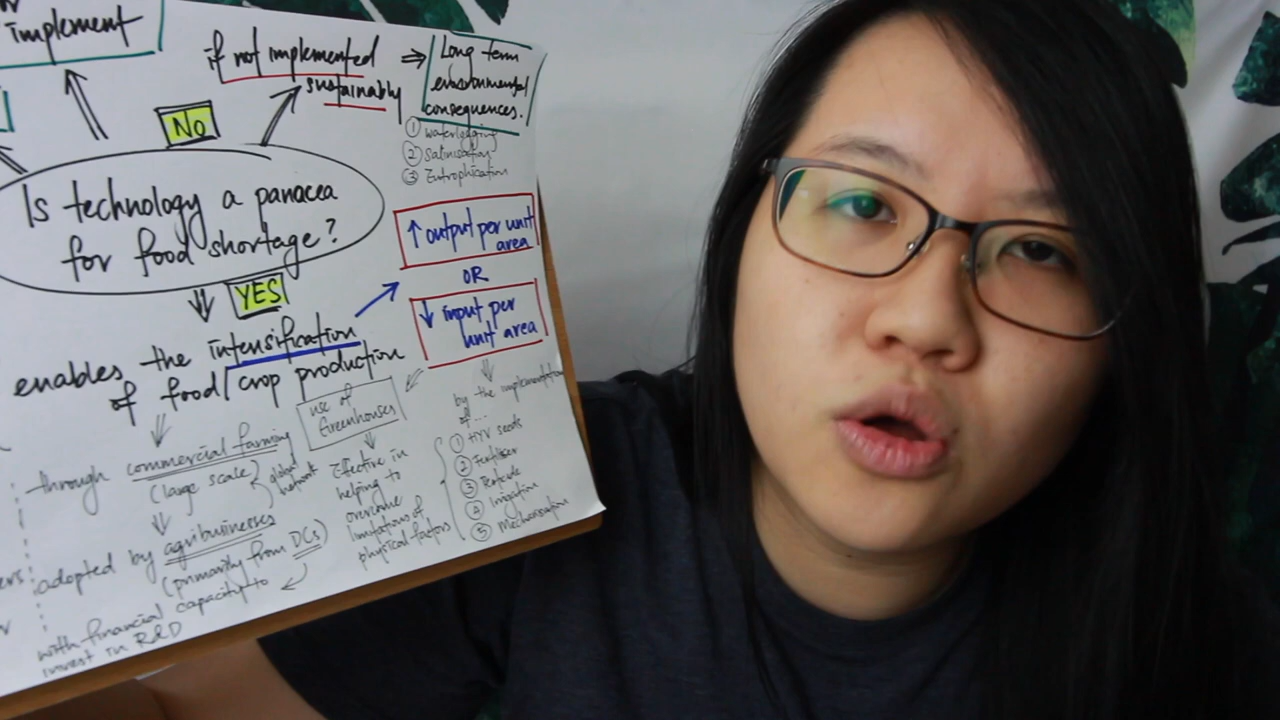 implement
if not implemented
sustainably
⇒
Long term
environmental
consequences.
① waterlogging
② Salinisation
③ Eutrophication
No
Is technology a panacea
for food shortage?
YES
↑ output per unit
area
OR
↓ input per
unit area
enables the intensification
of food/crop production
through commercial farming
(large scale)
global
network
adopted by agribusinesses
(primarily from DCs)
with financial capacity to
invest in R&D
use of
Greenhouses
Effective in
helping to
overcome
limitations of
physical factors
by the implementation
of ....
① HYV seeds
② Fertiliser
③ Pesticide
④ Irrigation
⑤ Mechanisation